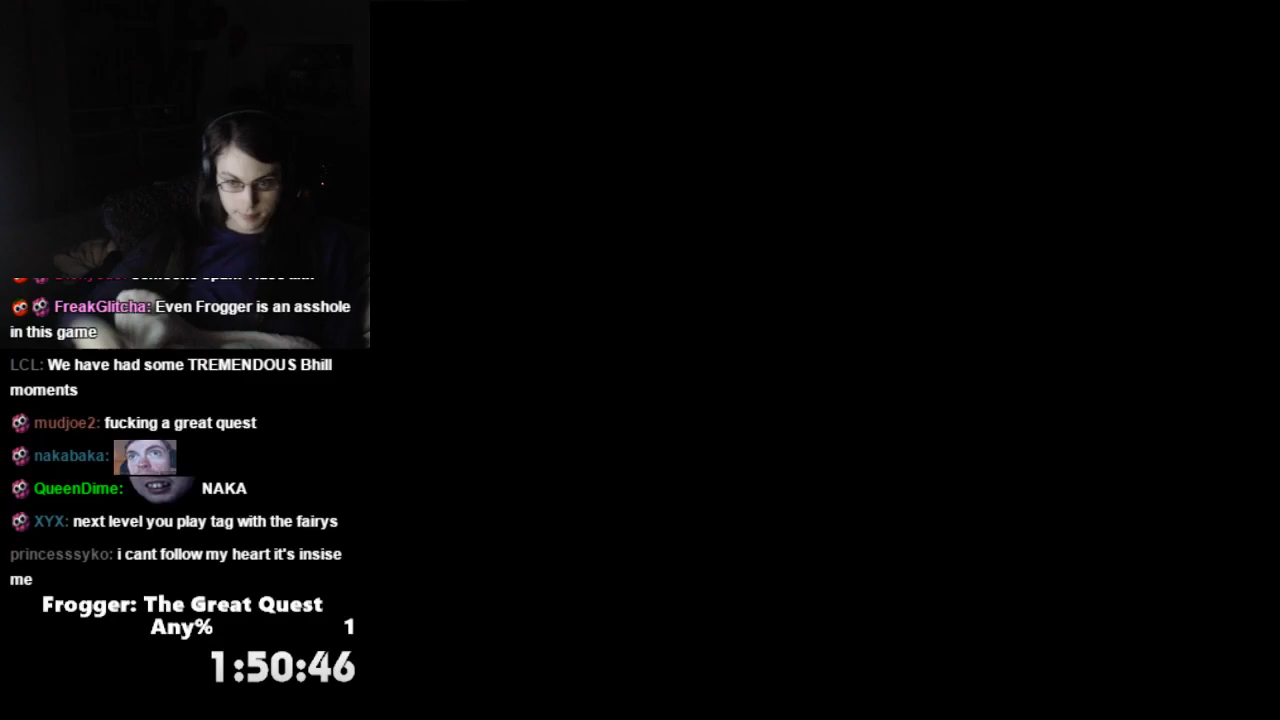 FreakGlitcha: Even Frogger is an asshole
in this game
LCL: We have had some TREMENDOUS Bhill
moments
mudjoe2: fucking a great quest
nakabaka:
QueenDime: NAKA
XYX: next level you play tag with the fairys
princesssyko: i cant follow my heart it's insise
me
Frogger: The Great Quest
Any% 1
1:50:46